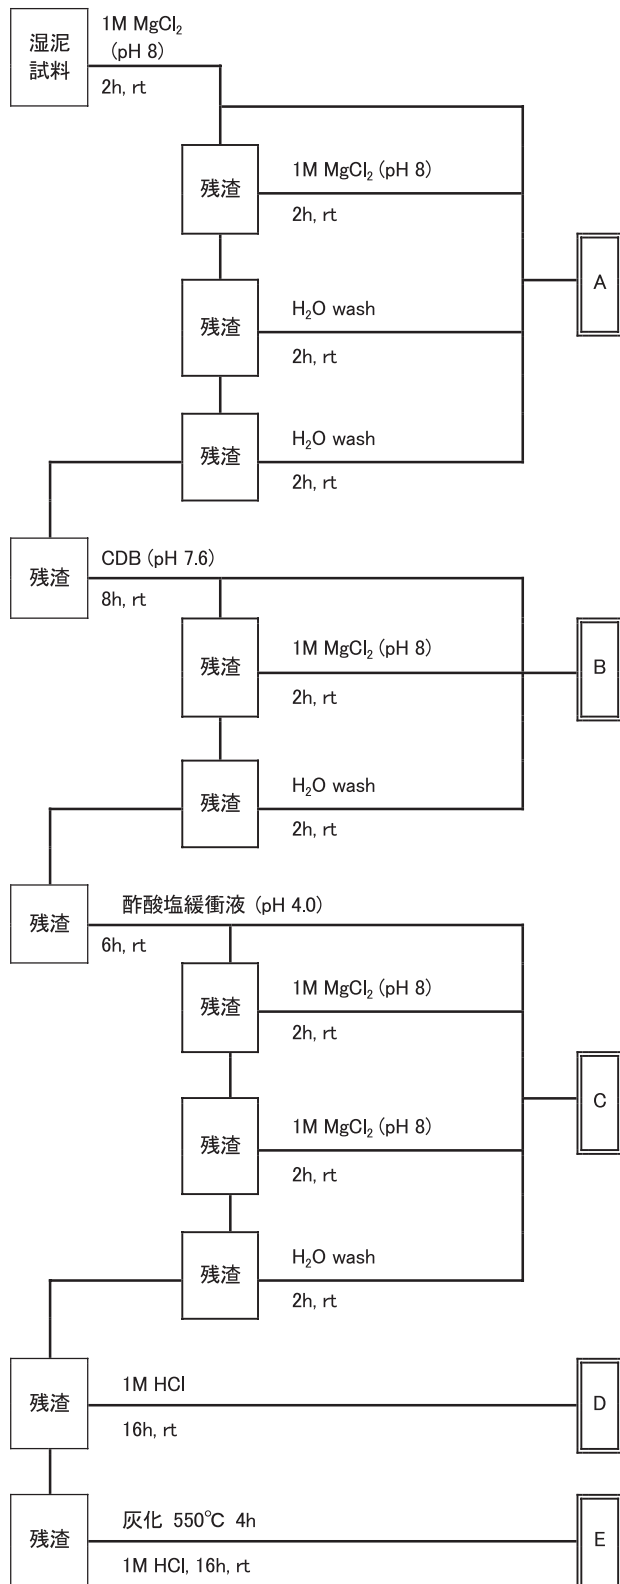 湿泥
試料
1M MgCl₂
(pH 8)
2h, rt
残渣
1M MgCl₂ (pH 8)
2h, rt
残渣
H₂O wash
2h, rt
残渣
H₂O wash
2h, rt
A
残渣
CDB (pH 7.6)
8h, rt
残渣
1M MgCl₂ (pH 8)
2h, rt
残渣
H₂O wash
2h, rt
B
残渣
酢酸塩緩衝液 (pH 4.0)
6h, rt
残渣
1M MgCl₂ (pH 8)
2h, rt
残渣
1M MgCl₂ (pH 8)
2h, rt
残渣
H₂O wash
2h, rt
C
残渣
1M HCl
16h, rt
D
残渣
灰化 550℃ 4h
1M HCl, 16h, rt
E